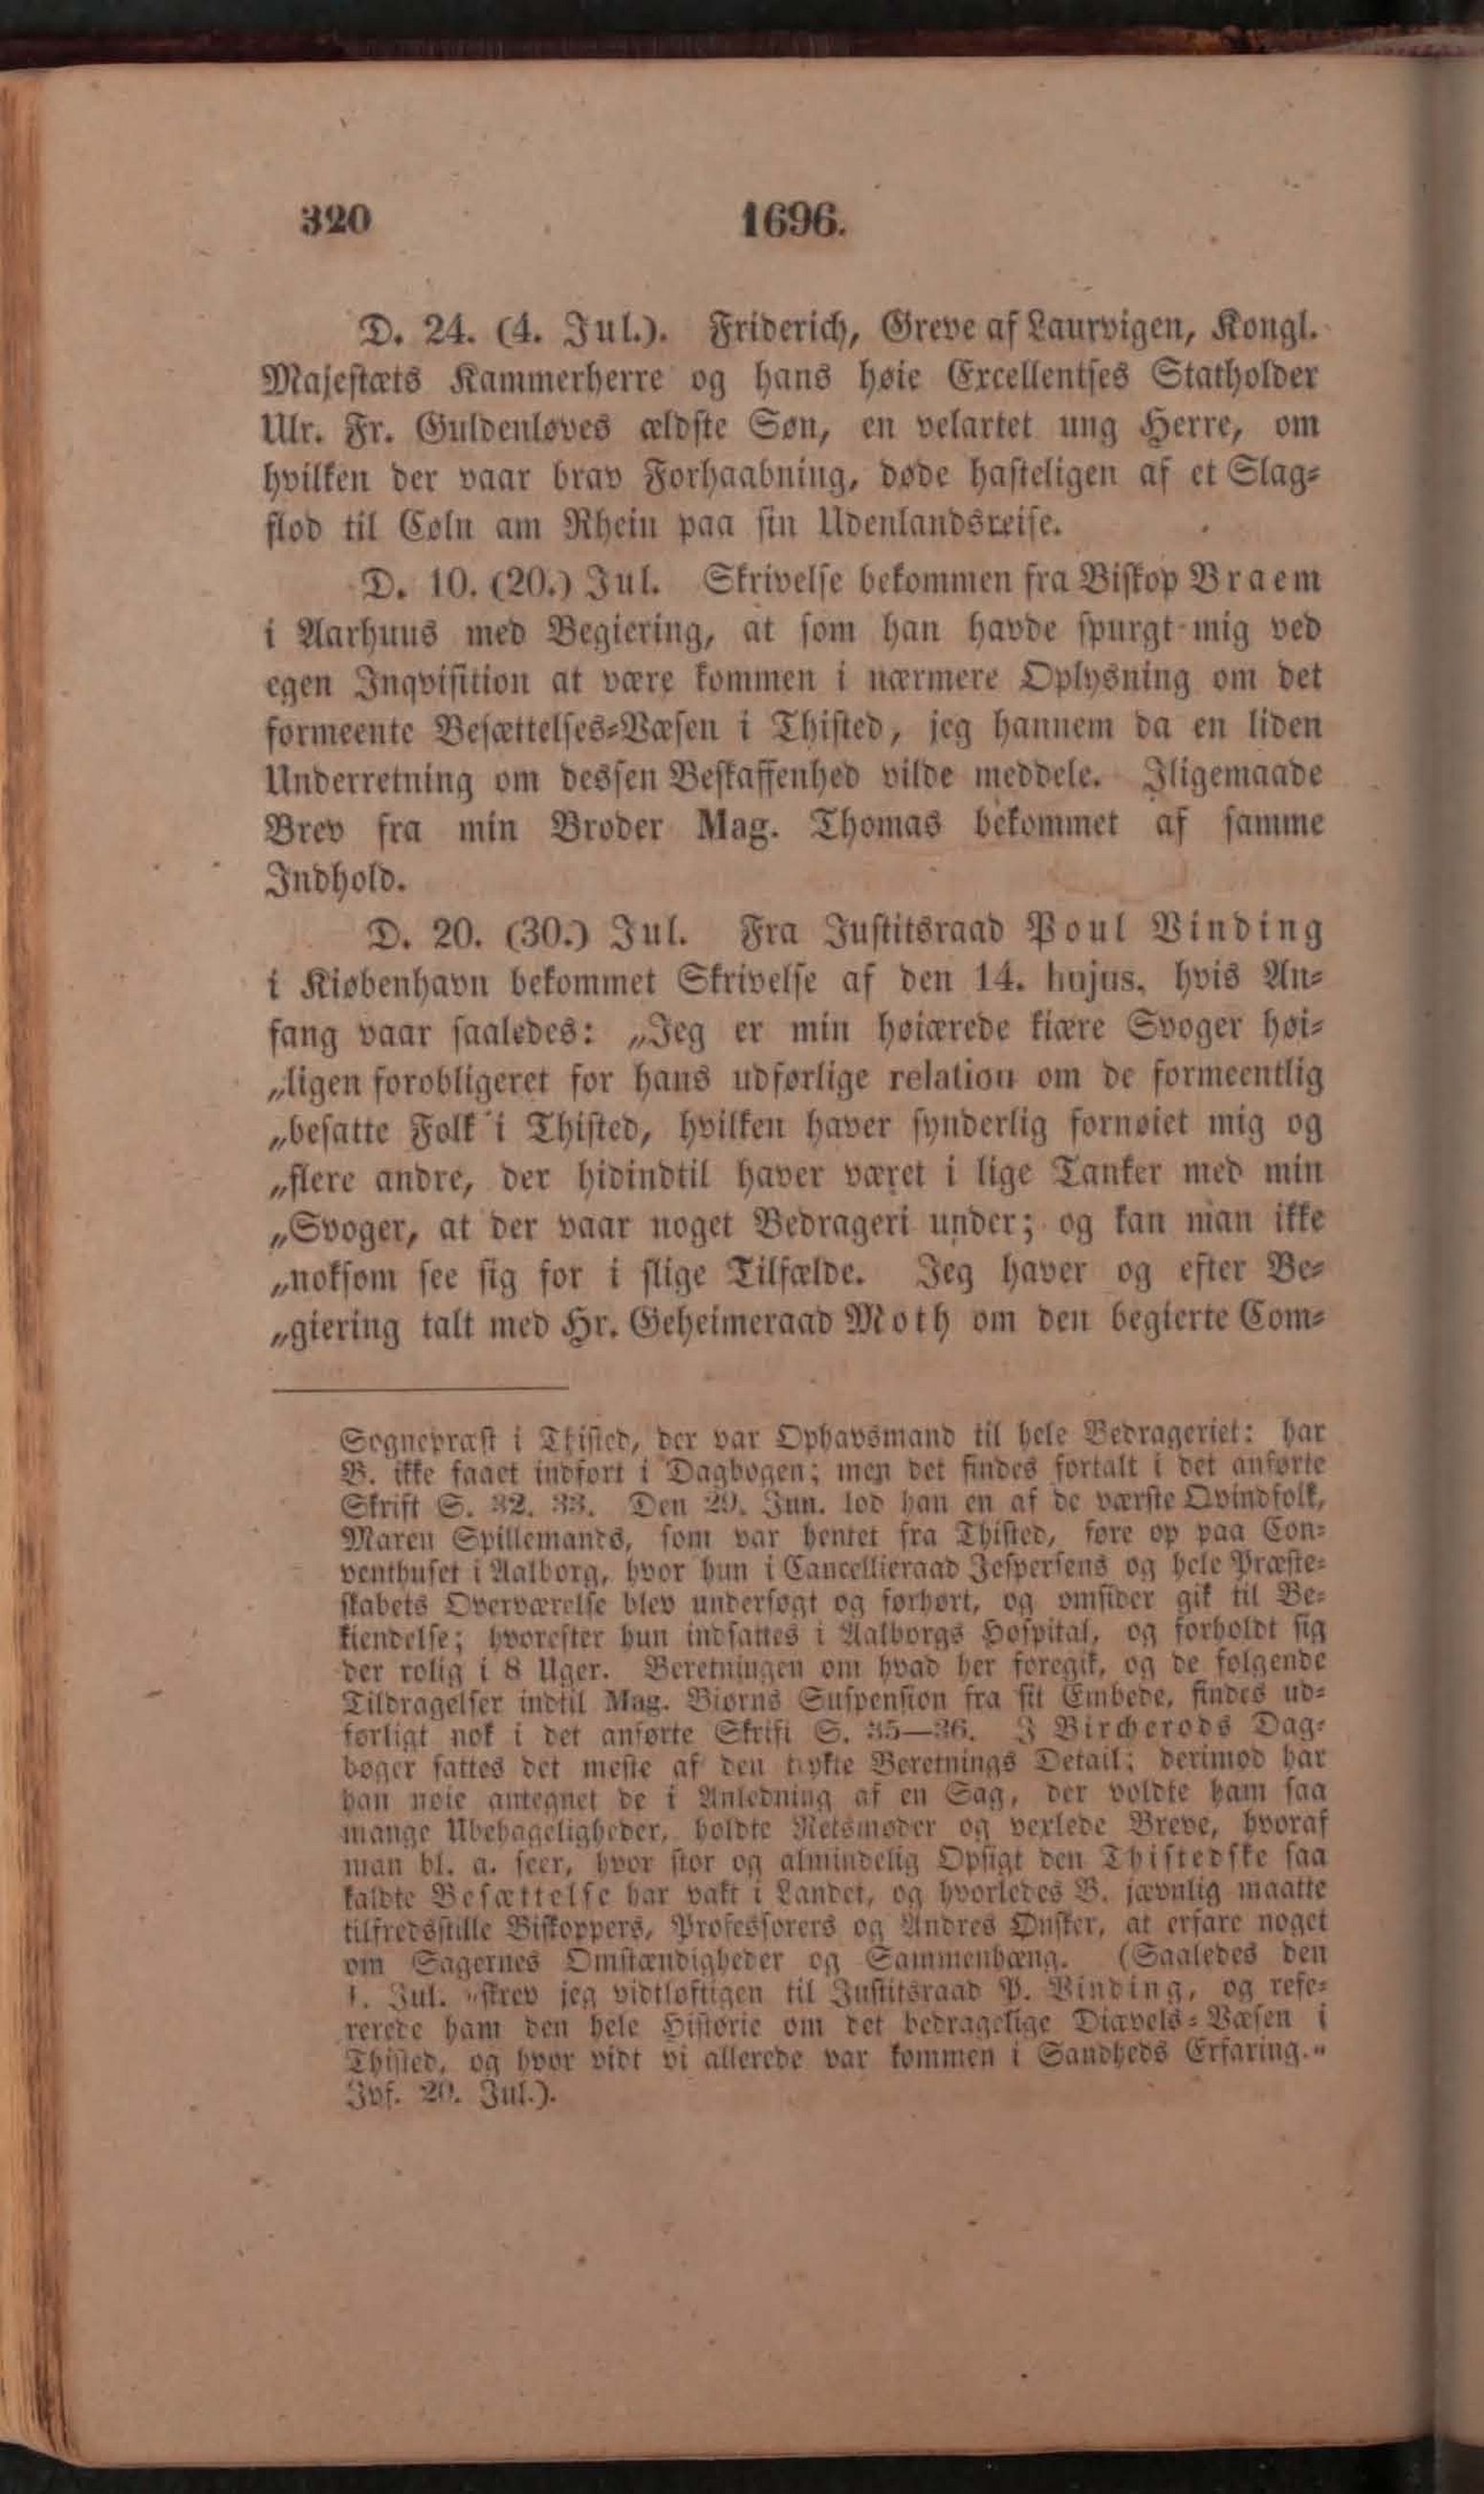 320
1696.
D. 24. (4. Jul.). Friderich, Greve af Laurvigen, Kongl.
Majestæts Kammerherre og hans høie Excellentses Statholder
Ulr. Fr. Guldenløves ældste Søn, en velartet ung Herre, om
hvilken der vaar brav Forhaabning, døde hasteligen af et Slag-
flod til Cøln am Rhein paa sin Udenlandsreise.
D. 10. (20.) Jul. Skrivelse bekommen fra Biskop Braem
i Aarhuus med Begiering, at som han havde spurgt mig ved
egen Inqvisition at være kommen i nærmere Oplysning om det
formeente Besættelses-Væsen i Thisted, jeg hannem da en liden
Underretning om dessen Beskaffenhed vilde meddele. Iligemaade
Brev fra min Broder Mag. Thomas bekommet af samme
Indhold.
D. 20. (30.) Jul. Fra Justitsraad Poul Vinding
i Kiøbenhavn bekommet Skrivelse af den 14. hujus, hvis An-
fang vaar saaledes: „Jeg er min høiærede kiære Svoger høi-
„ligen forobligeret for hans udførlige relation om de formeentlig
„besatte Folk i Thisted, hvilken haver synderlig fornøiet mig og
„flere andre, der hidindtil haver været i lige Tanker med min
„Svoger, at der vaar noget Bedrageri under; og kan man ikke
„noksom see sig for i slige Tilfælde. Jeg haver og efter Be-
„giering talt med Hr. Geheimeraad Moth om den begierte Com-
Sognepræst i Thisted, der var Ophavsmand til hele Bedrageriet: har
B. ikke faaet indført i Dagbogen; men det findes fortalt i det anførte
Skrift S. 32. 33. Den 29. Jun. lod han en af de værste Qvindfolk,
Maren Spillemands, som var hentet fra Thisted, føre op paa Con-
venthuset i Aalborg, hvor hun i Cancelliraad Jespersens og hele Præste-
skabets Overværelse blev undersøgt og forhørt, og omsider gik til Be-
kiendelse; hvorefter hun indsattes i Aalborgs Hospital, og forholdt sig
der rolig i 8 Uger. Beretningen om hvad her foregik, og de følgende
Tildragelser indtil Mag. Biørns Suspension fra sit Embede, findes ud-
førligt nok i det anførte Skrift S. 35—36. I Bircherods Dag-
bøger fattes det meste af den trykte Beretnings Detail; derimod har
han nøie antegnet de i Anledning af en Sag, der voldte ham saa
mange Ubehageligheder, holdte Retsmøder og vexlede Breve, hvoraf
man bl. a. seer, hvor stor og almindelig Opsigt den Thistedske saa
kaldte Besættelse har vakt i Landet, og hvorledes B. jævnlig maatte
tilfredsstille Biskoppers, Professorers og Andres Ønsker, at erfare noget
om Sagernes Omstændigheder og Sammenhæng. (Saaledes den
1. Jul. „skrev jeg vidtløftigen til Justitsraad P. Vinding, og refe-
rerede ham den hele Historie om det bedragelige Diævels-Væsen i
Thisted, og hvor vidt vi allerede var kommen i Sandheds Erfaring.“
Jvf. 20. Jul.).